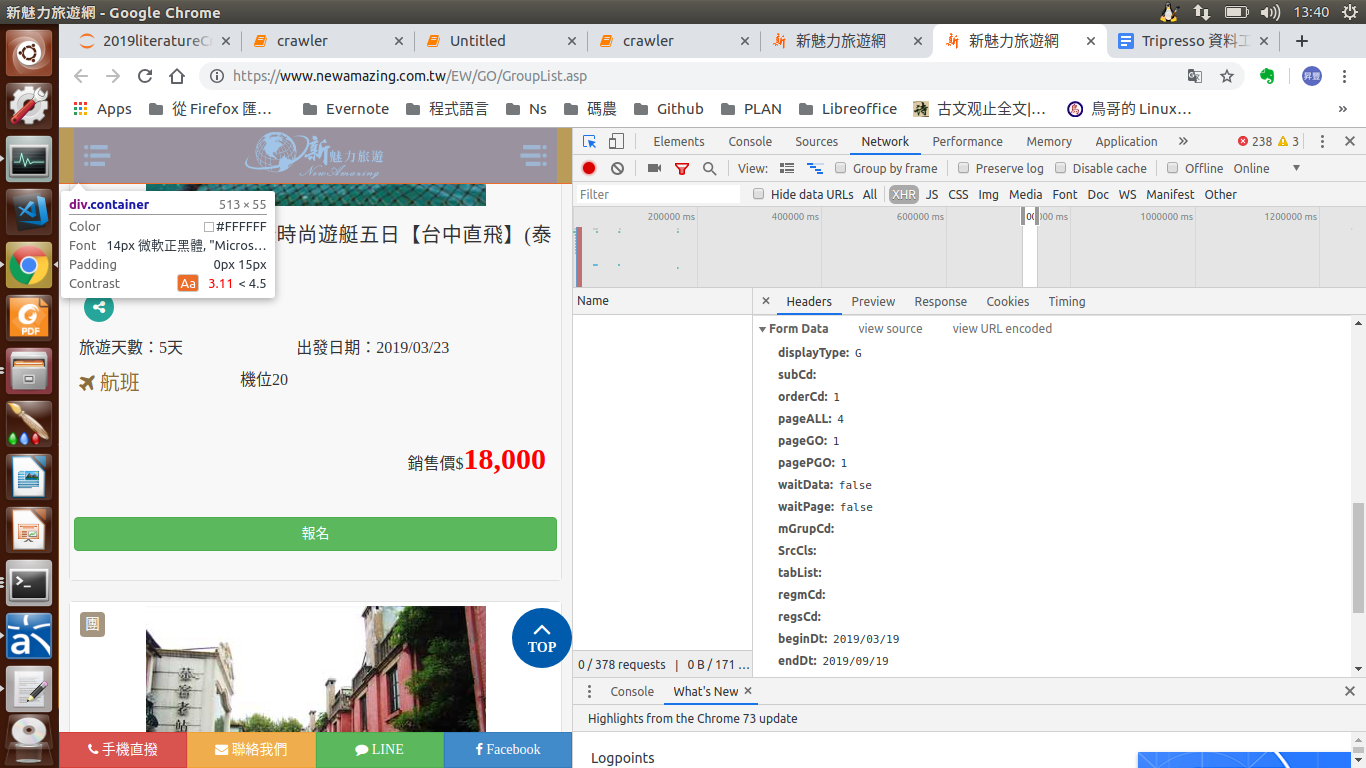 新魅力旅遊網 - Google Chrome
13:40
2019literatureCr
crawler
Untitled
crawler
新魅力旅遊網
新魅力旅遊網
Tripresso 資料工
https://www.newamazing.com.tw/EW/GO/GroupList.asp
昇豐
Apps
從 Firefox 匯…
Evernote
程式語言
Ns
碼農
Github
PLAN
Libreoffice
古文观止全文|…
鳥哥的 Linux…
»
新魅力旅遊
NewAmazing
div.container 513 × 55
Color #FFFFFF
Font 14px 微軟正黑體, "Micros…
Padding 0px 15px
Contrast Aa 3.11 < 4.5
時尚遊艇五日【台中直飛】(泰
旅遊天數：5天
出發日期：2019/03/23
航班
機位20
銷售價$18,000
報名
團
TOP
手機直撥
聯絡我們
LINE
Facebook
Elements
Console
Sources
Network
Performance
Memory
Application
»
238
3
View:
Group by frame
Preserve log
Disable cache
Offline
Online
Filter
Hide data URLs
All
XHR
JS
CSS
Img
Media
Font
Doc
WS
Manifest
Other
200000 ms
400000 ms
600000 ms
1000000 ms
1200000 ms
Name
Headers
Preview
Response
Cookies
Timing
Form Data view source view URL encoded
displayType: G
subCd:
orderCd: 1
pageALL: 4
pageGO: 1
pagePGO: 1
waitData: false
waitPage: false
mGrupCd:
SrcCls:
tabList:
regmCd:
regsCd:
beginDt: 2019/03/19
endDt: 2019/09/19
0 / 378 requests | 0 B / 171 …
Console
What's New
Highlights from the Chrome 73 update
Logpoints
PDF